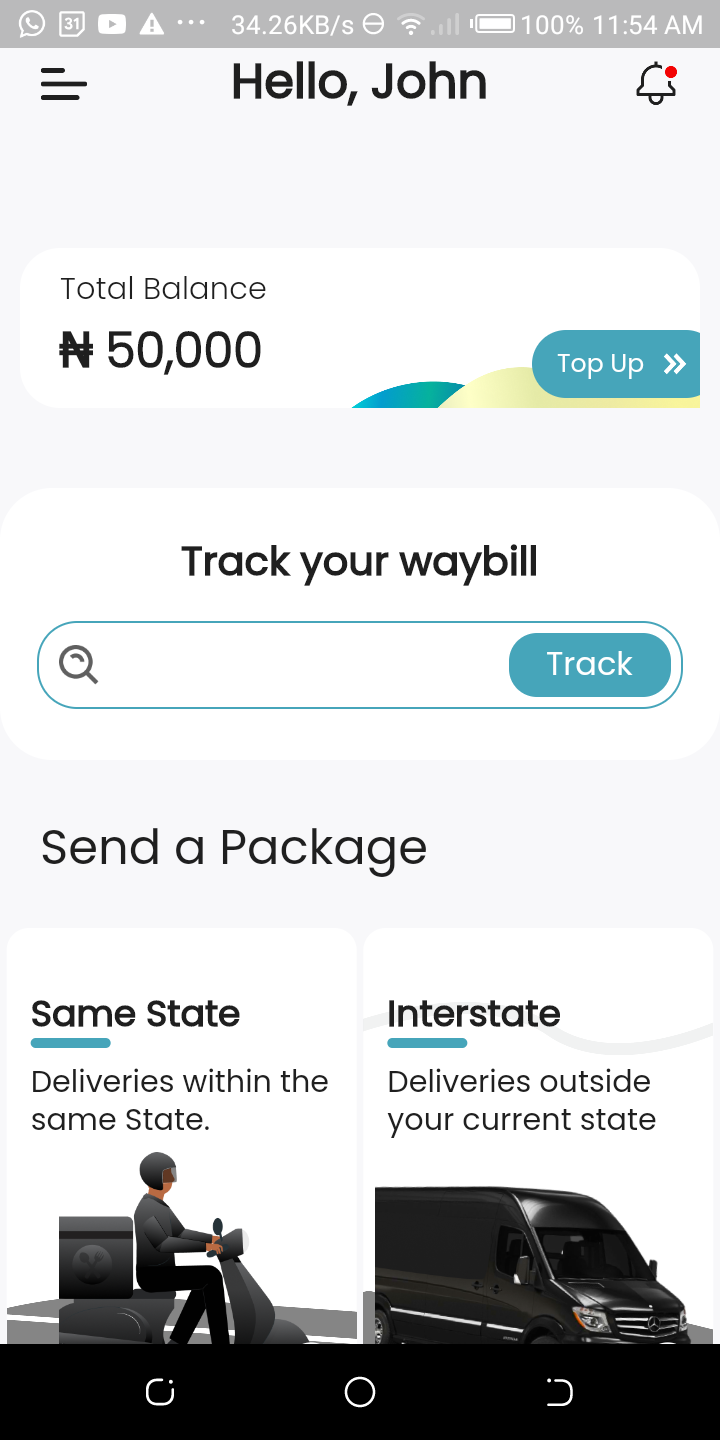 31 34.26KB/s 100% 11:54 AM
Hello, John
Total Balance
₦ 50,000
Top Up
Track your waybill
Track
Send a Package
Same State
Deliveries within the
same State.
Interstate
Deliveries outside
your current state